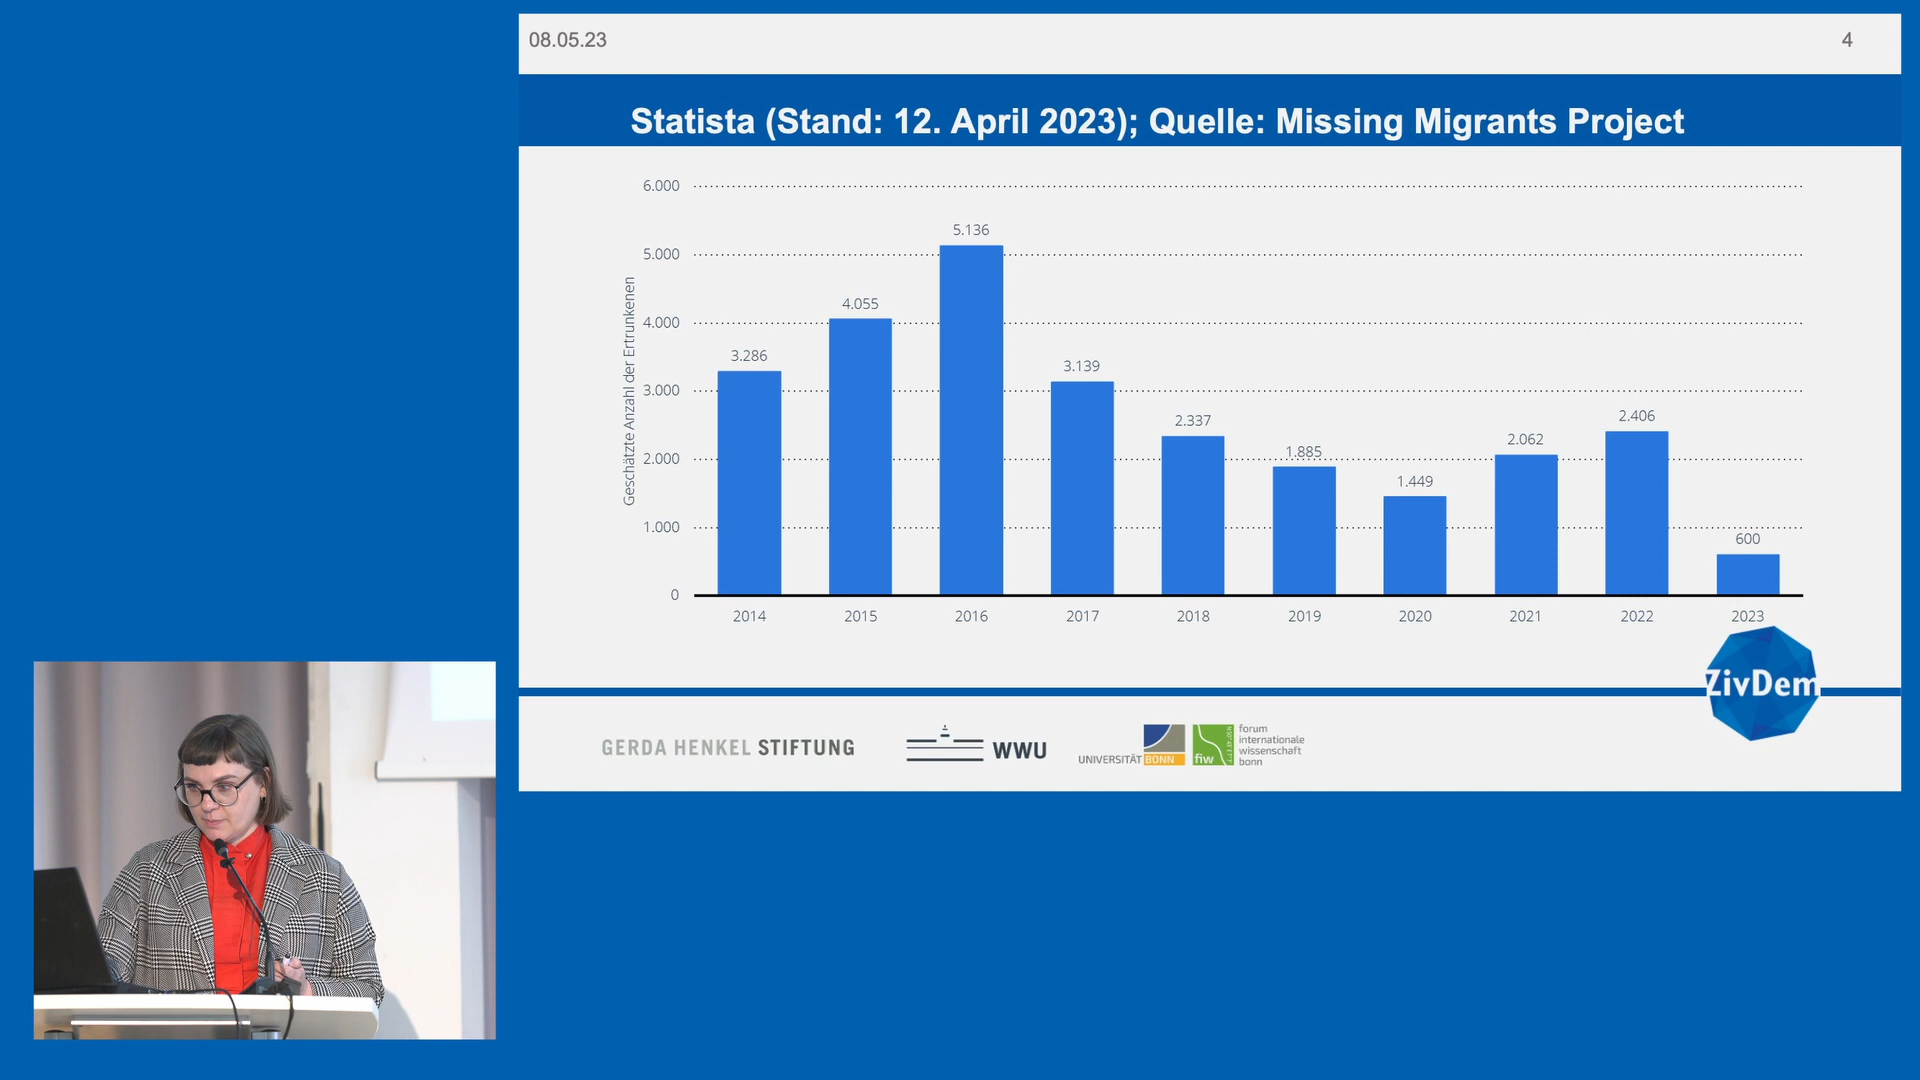 08.05.23
4
Statista (Stand: 12. April 2023); Quelle: Missing Migrants Project
Geschätzte Anzahl der Ertrunkenen
6.000
5.000
4.000
3.000
2.000
1.000
0
3.286
4.055
5.136
3.139
2.337
1.885
1.449
2.062
2.406
600
2014
2015
2016
2017
2018
2019
2020
2021
2022
2023
ZivDem
GERDA HENKEL STIFTUNG
WWU
UNIVERSITÄT BONN
fiw
forum
internationale
wissenschaft
bonn